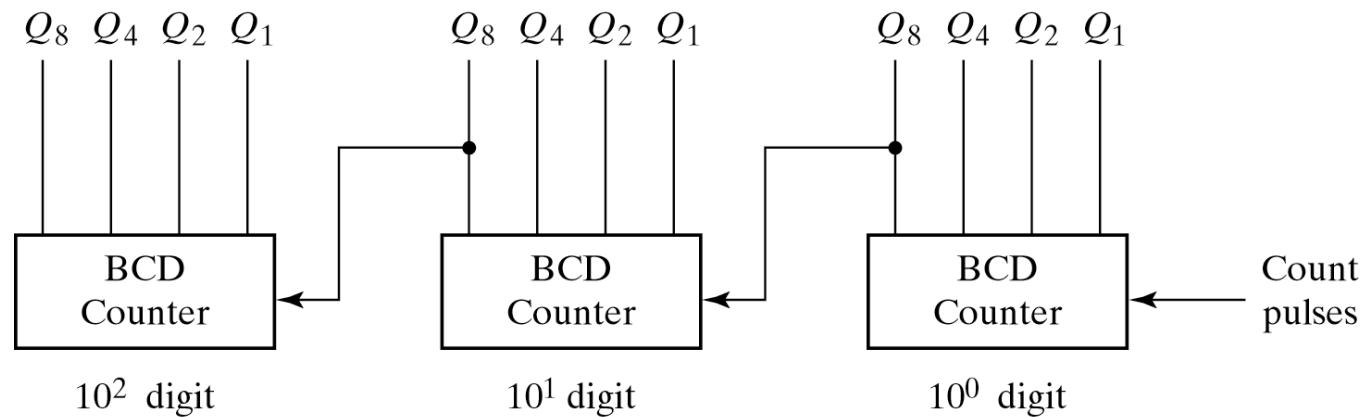 Q8 Q4 Q2 Q1 Q8 Q4 Q2 Q1 Q8 Q4 Q2 Q1
BCD
Counter
BCD
Counter
BCD
Counter
Count
pulses
10² digit
10¹ digit
10⁰ digit